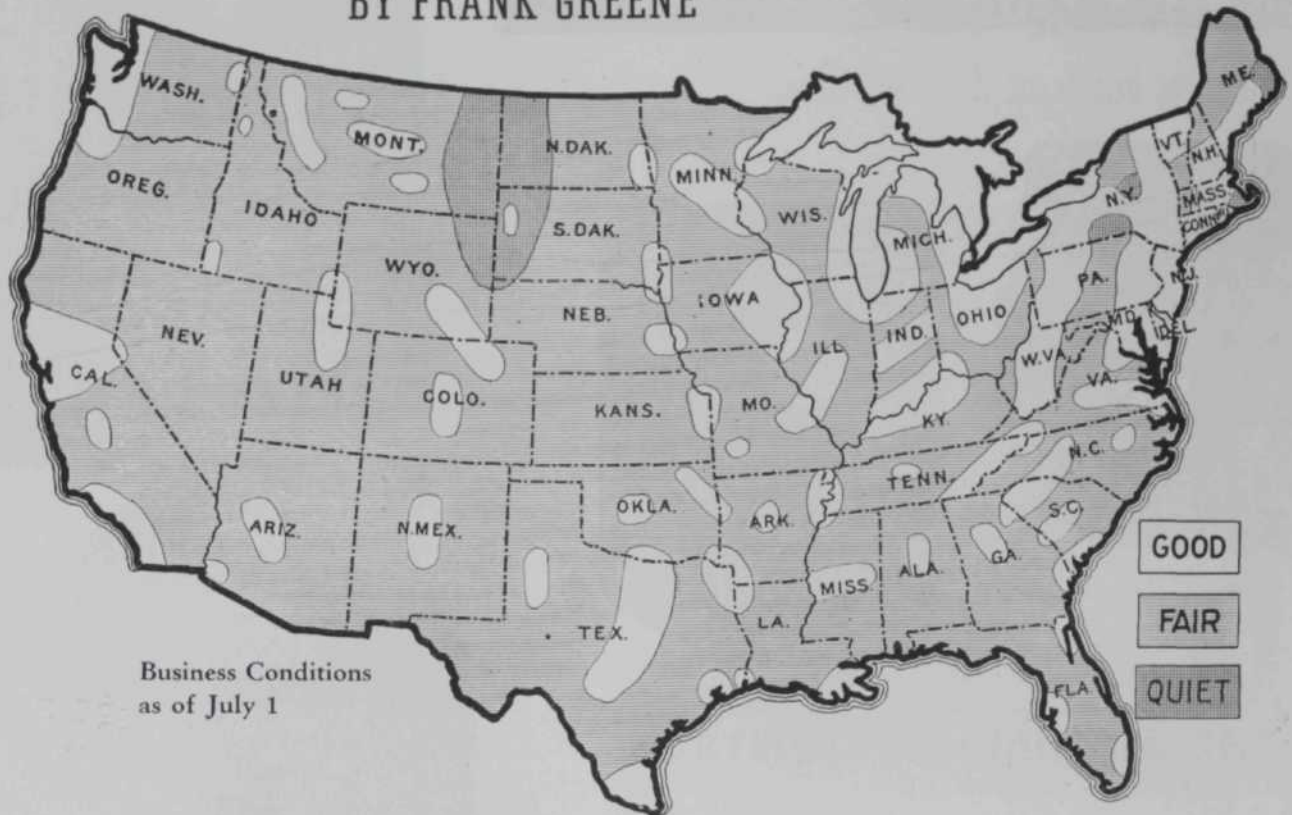 BY FRANK GREENE
WASH.
OREG.
IDAHO
MONT.
N.DAK.
S.DAK.
MINN.
WIS.
MICH.
N.Y.
VT.
N.H.
ME.
MASS.
CONN.
WYO.
NEB.
IOWA
ILL.
IND.
OHIO
PA.
N.J.
MD.
DEL.
W.VA.
VA.
CAL.
NEV.
UTAH
COLO.
KANS.
MO.
KY.
ARIZ.
N.MEX.
OKLA.
ARK.
TENN.
N.C.
S.C.
TEX.
LA.
MISS.
ALA.
GA.
FLA.
GOOD
FAIR
QUIET
Business Conditions
as of July 1